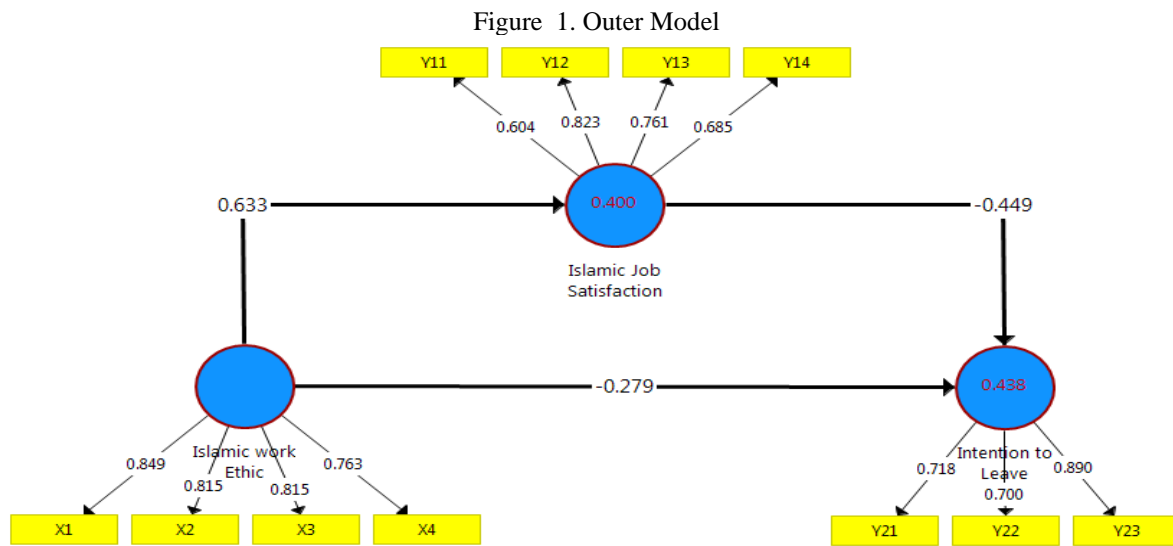 Figure 1. Outer Model
Y11 Y12 Y13 Y14
0.604 0.823 0.761 0.685
0.400
0.633
-0.449
Islamic Job
Satisfaction
-0.279
0.438
Islamic work
Ethic
Intention to
Leave
0.849 0.815 0.815 0.763
0.718 0.700 0.890
X1 X2 X3 X4
Y21 Y22 Y23